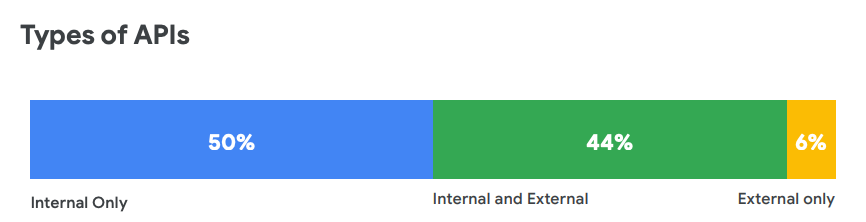 Types of APIs
50%
44%
6%
Internal Only
Internal and External
External only